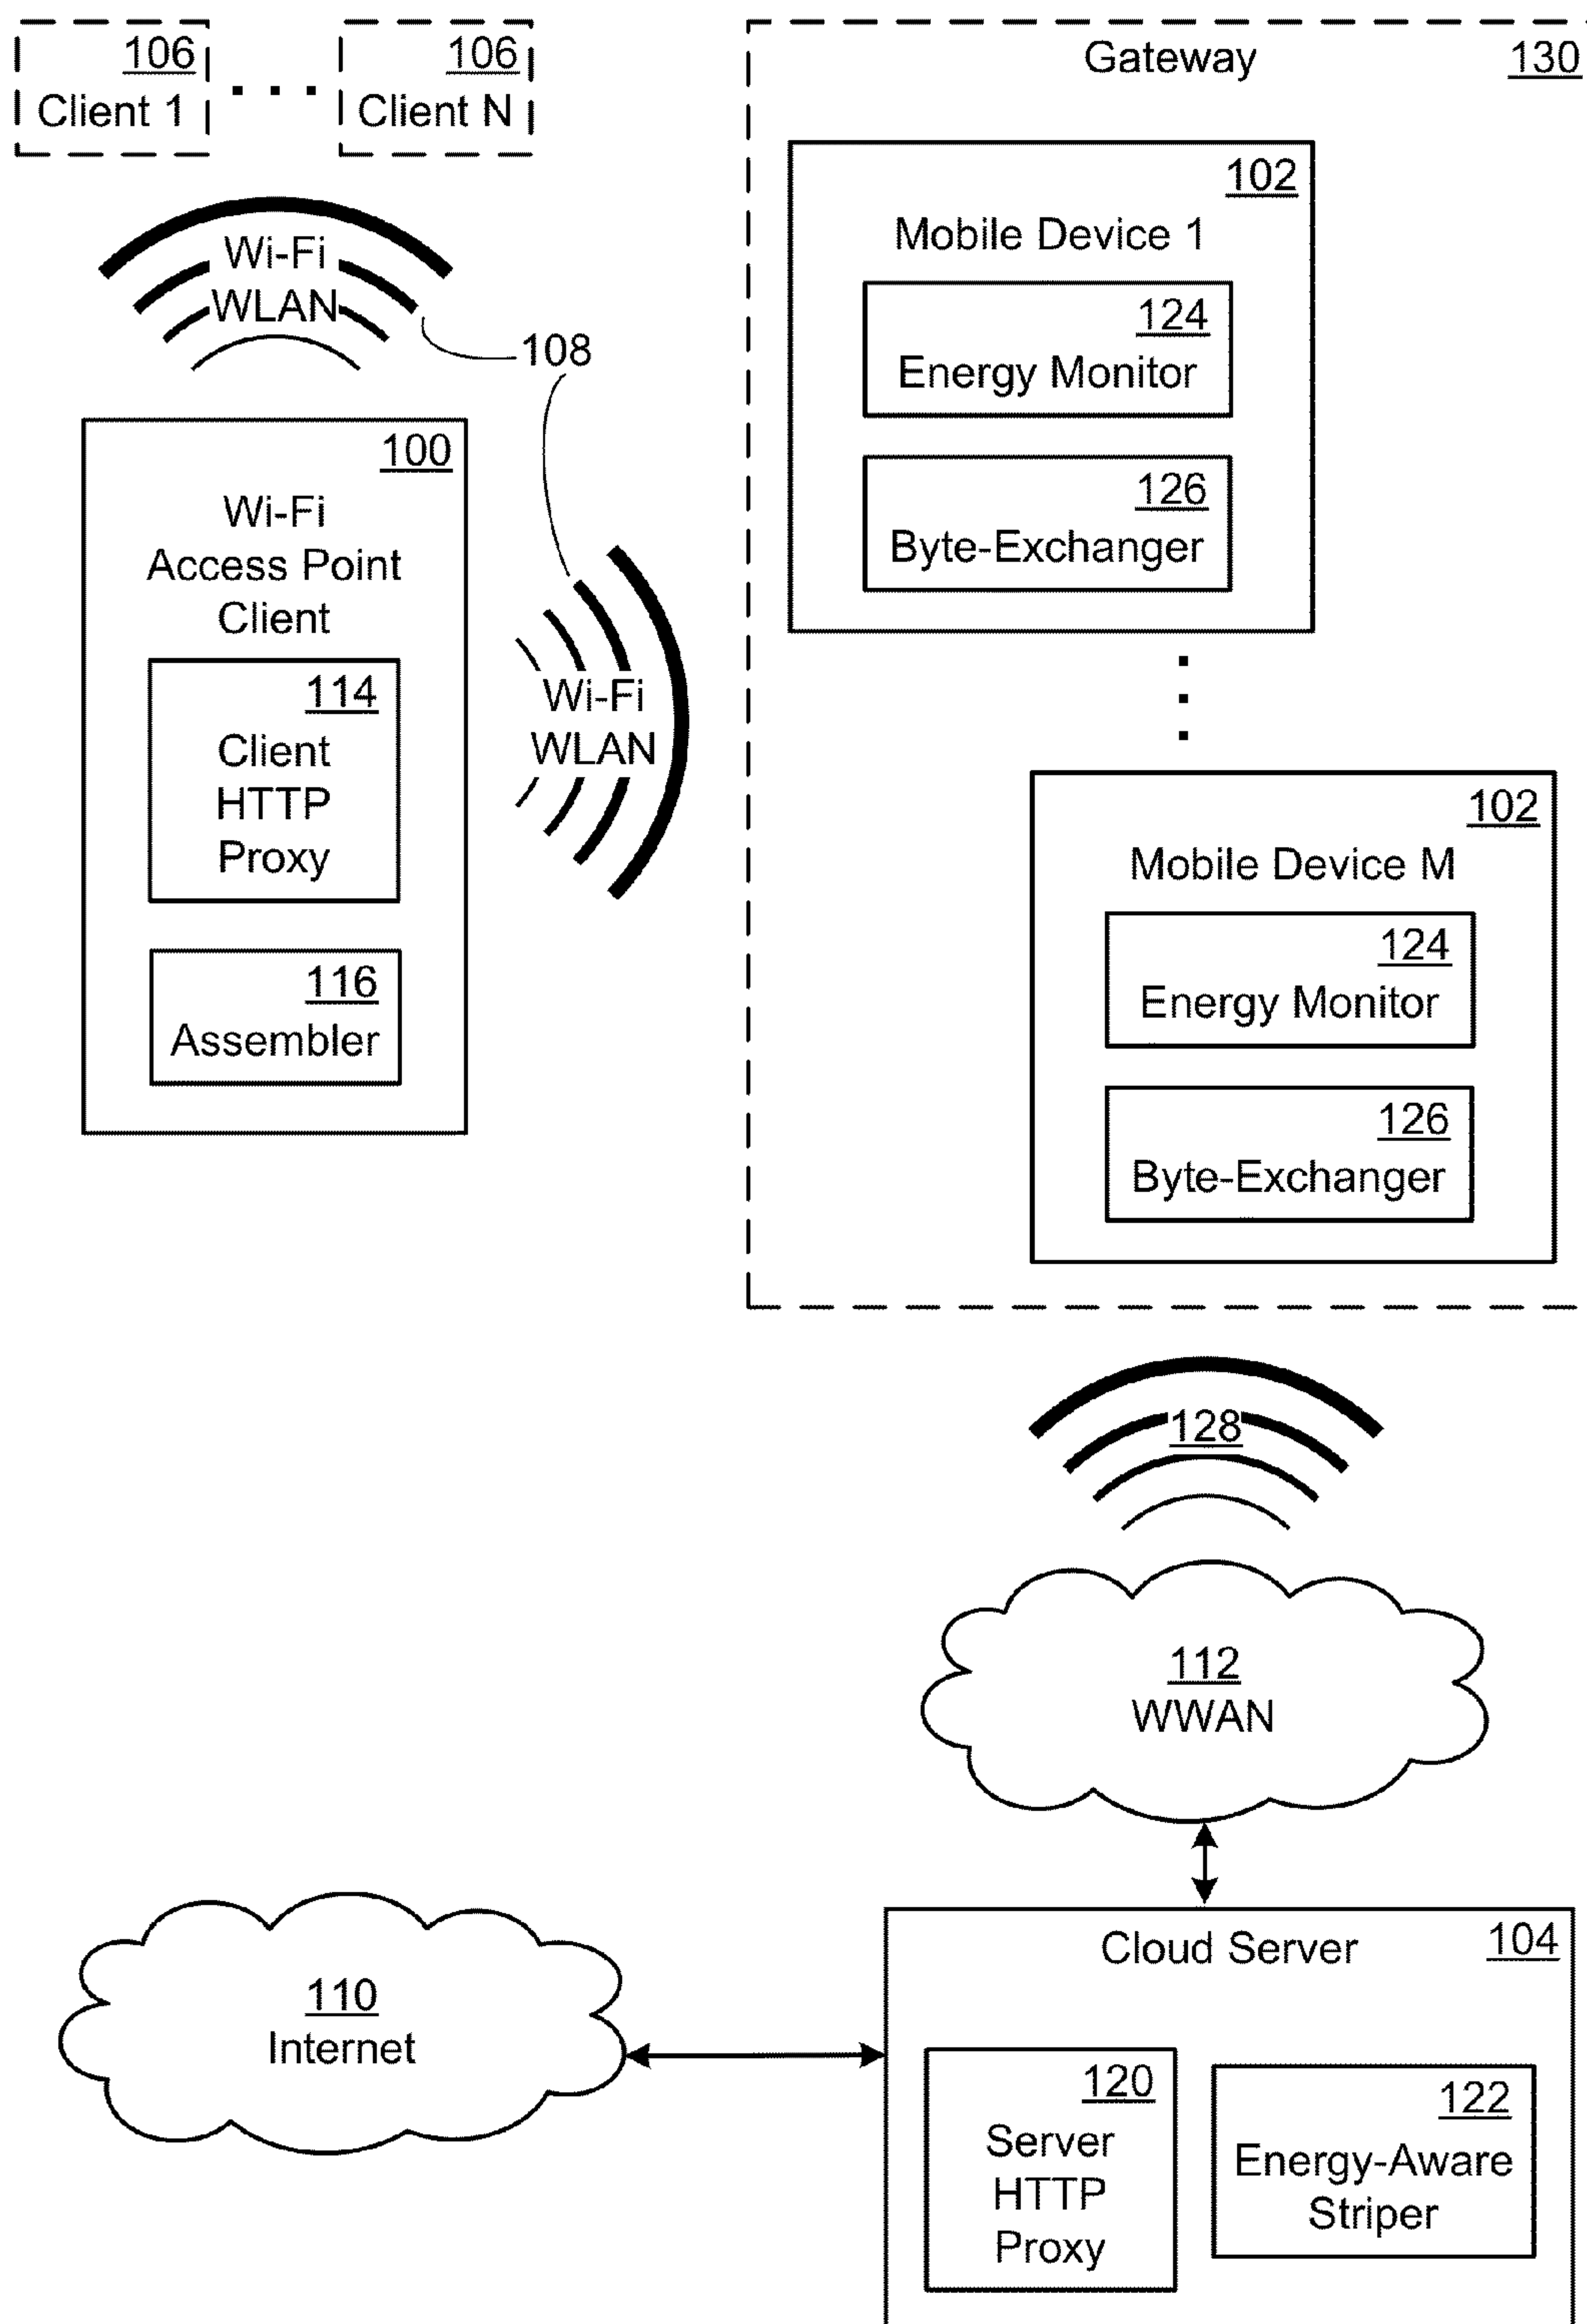 106
Client 1
. . .
106
Client N
Wi-Fi
WLAN
108
100
Wi-Fi
Access Point
Client
114
Client
HTTP
Proxy
116
Assembler
Wi-Fi
WLAN
Gateway 130
102
Mobile Device 1
124
Energy Monitor
126
Byte-Exchanger
102
Mobile Device M
124
Energy Monitor
126
Byte-Exchanger
128
112
WWAN
110
Internet
Cloud Server 104
120
Server
HTTP
Proxy
122
Energy-Aware
Striper